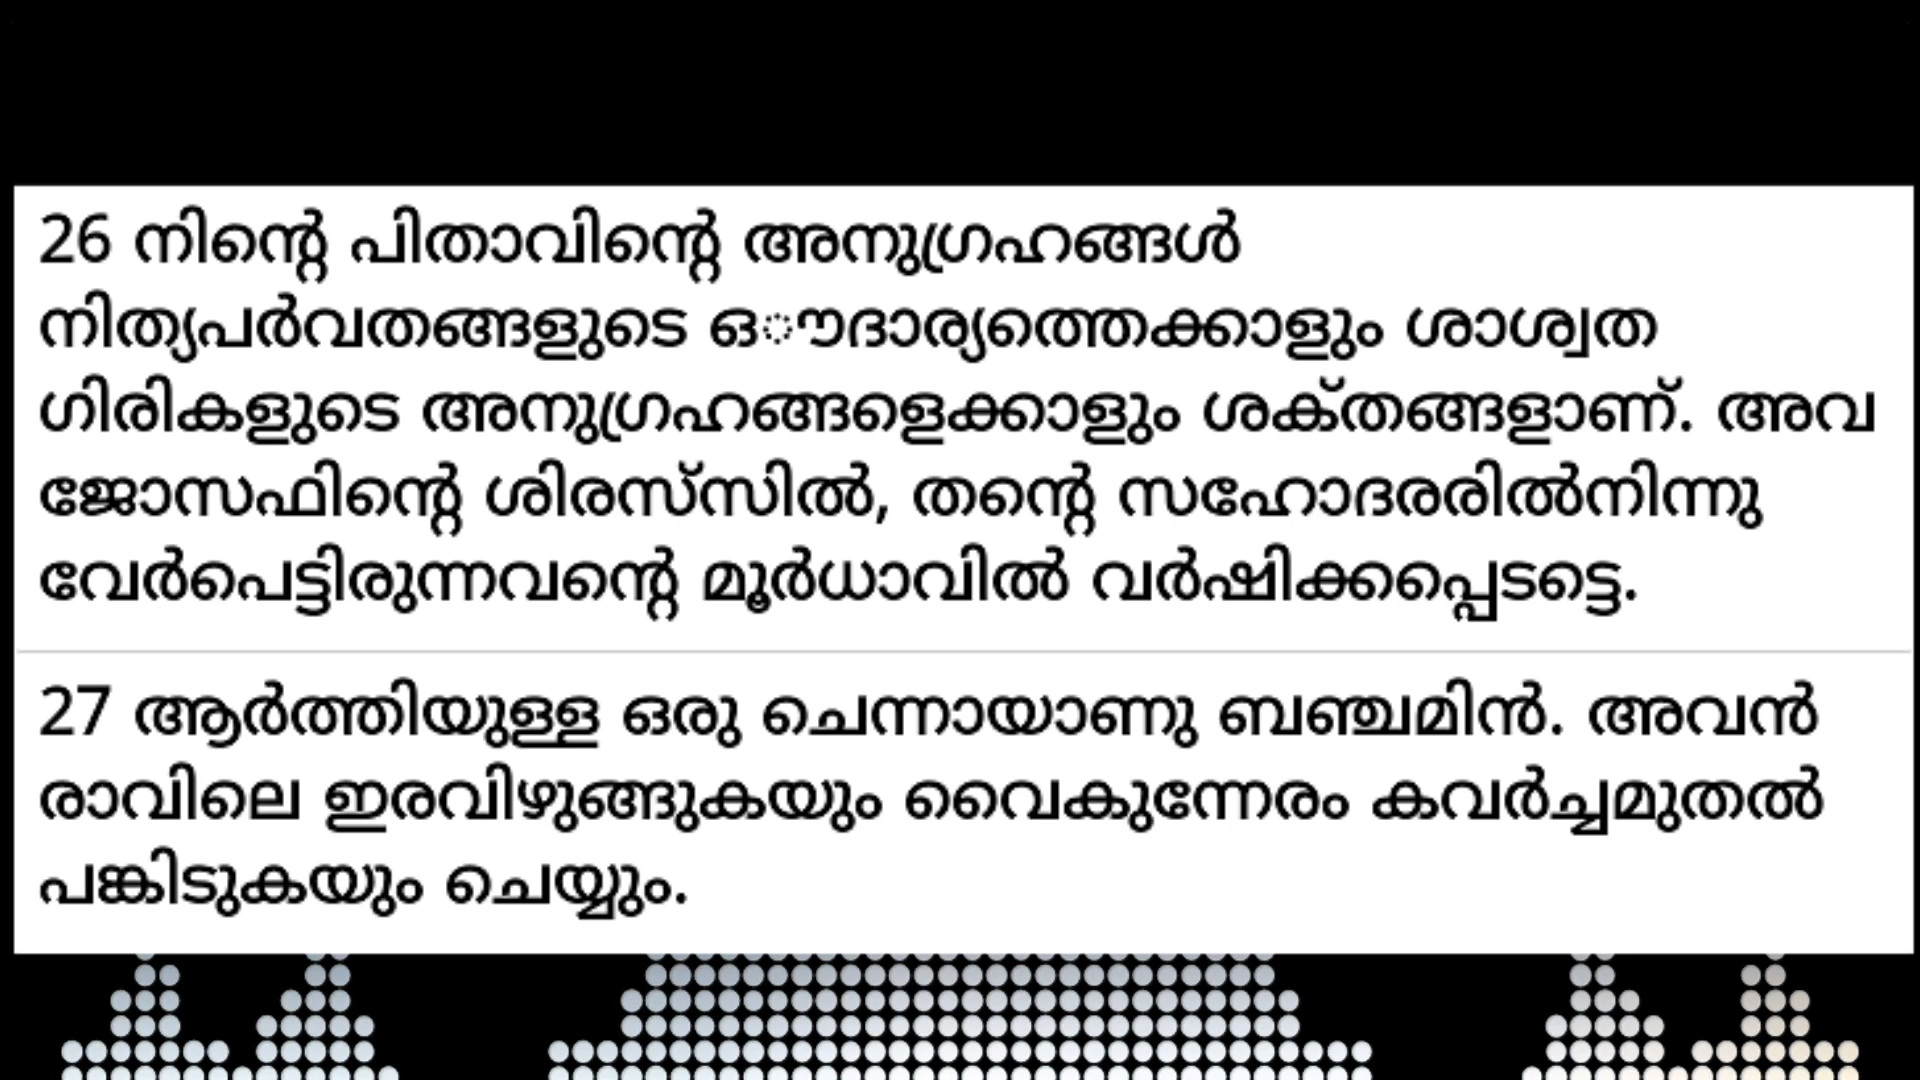 26 നിന്റെ പിതാവിന്റെ അനുഗ്രഹങ്ങൾ
നിത്യപർവതങ്ങളുടെ ഒൗദാര്യത്തെക്കാളും ശാശ്വത
ഗിരികളുടെ അനുഗ്രഹങ്ങളെക്കാളും ശക്‌തങ്ങളാണ്. അവ
ജോസഫിന്റെ ശിരസ്‌സിൽ, തന്റെ സഹോദരരിൽനിന്നു
വേർപെട്ടിരുന്നവന്റെ മൂർധാവിൽ വർഷിക്കപ്പെടട്ടെ.
27 ആർത്തിയുള്ള ഒരു ചെന്നായാണു ബഞ്ചമിൻ. അവൻ
രാവിലെ ഇരവിഴുങ്ങുകയും വൈകുന്നേരം കവർച്ചമുതൽ
പങ്കിടുകയും ചെയ്യും.